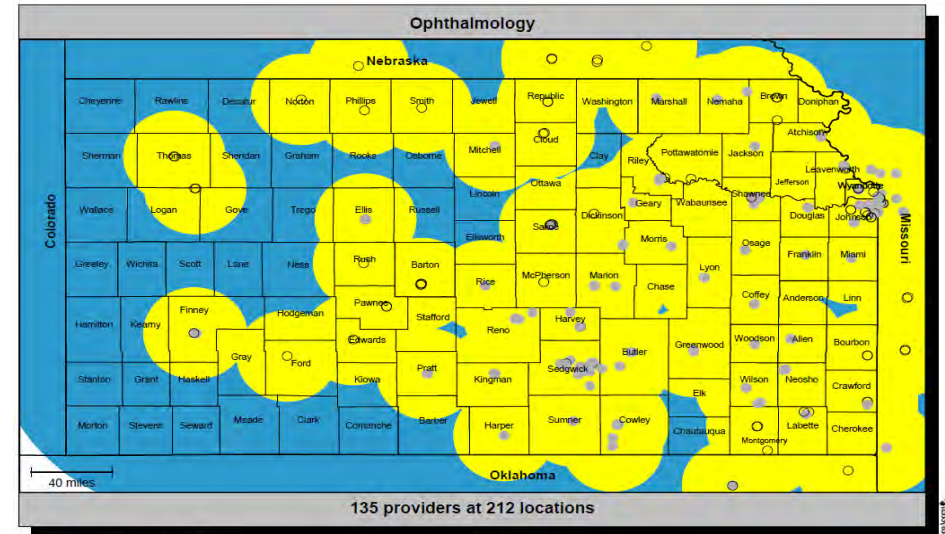 Ophthalmology
Nebraska
Cheyenne Rawlins Decatur Norton Phillips Smith Jewell Republic Washington Marshall Nemaha Brown Doniphan
Atchison
Sherman Thomas Sheridan Graham Rooks Osborne Mitchell Cloud Clay Riley Pottawatomie Jackson
Leavenworth
Jefferson
Wyandotte
Wallace Logan Gove Trego Ellis Russell Lincoln Ottawa Dickinson Geary Wabaunsee Shawnee Douglas Johnson
Saline
Ellsworth
Colorado
Missouri
Greeley Wichita Scott Lane Ness Rush Barton Rice McPherson Marion Morris Chase Lyon Osage Franklin Miami
Hamilton Kearny Finney Hodgeman Pawnee Stafford Reno Harvey Coffey Anderson Linn
Gray Ford Edwards Sedgwick Butler Greenwood Woodson Allen Bourbon
Stanton Grant Haskell Kiowa Pratt Kingman Elk Wilson Neosho Crawford
Morton Stevens Seward Meade Clark Comanche Barber Harper Sumner Cowley Chautauqua Montgomery Labette Cherokee
40 miles
Oklahoma
135 providers at 212 locations